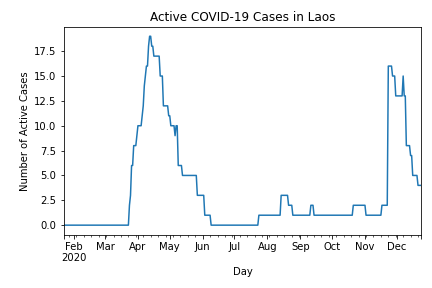 Active COVID-19 Cases in Laos
Number of Active Cases
17.5
15.0
12.5
10.0
7.5
5.0
2.5
0.0
Feb Mar Apr May Jun Jul Aug Sep Oct Nov Dec
2020
Day